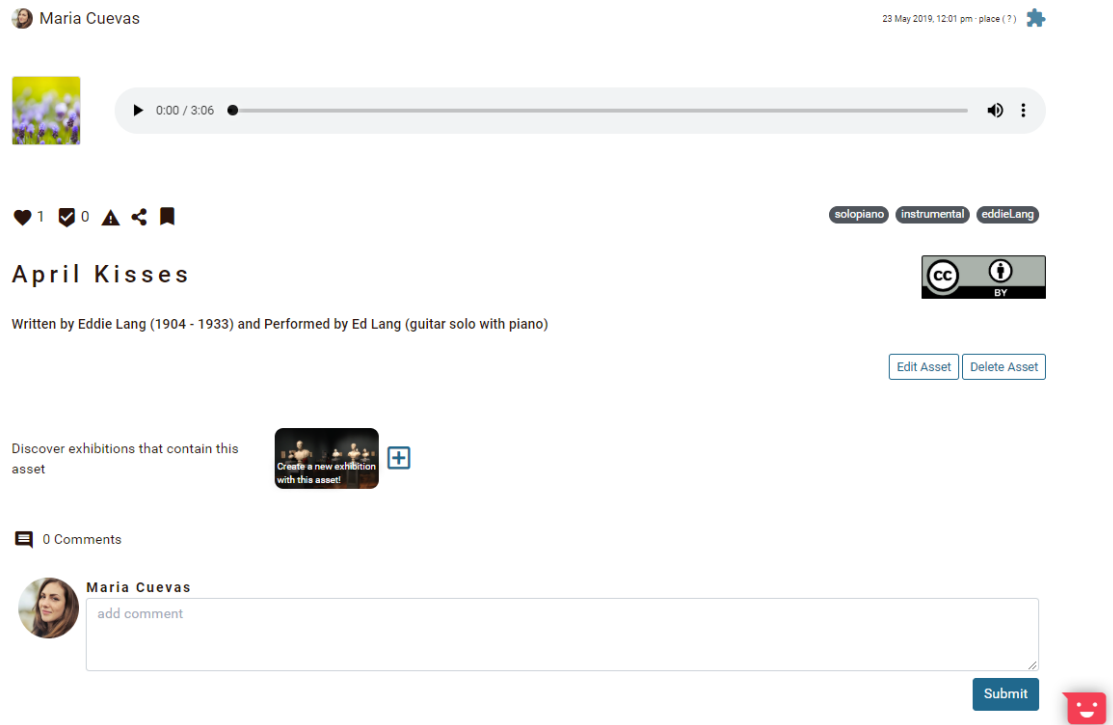 Maria Cuevas
23 May 2019, 12:01 pm · place ( ? )
0:00 / 3:06
1 0
solopiano instrumental eddieLang
April Kisses
cc BY
Written by Eddie Lang (1904 - 1933) and Performed by Ed Lang (guitar solo with piano)
Edit Asset Delete Asset
Discover exhibitions that contain this
asset
Create a new exhibition
with this asset!
0 Comments
Maria Cuevas
add comment
Submit